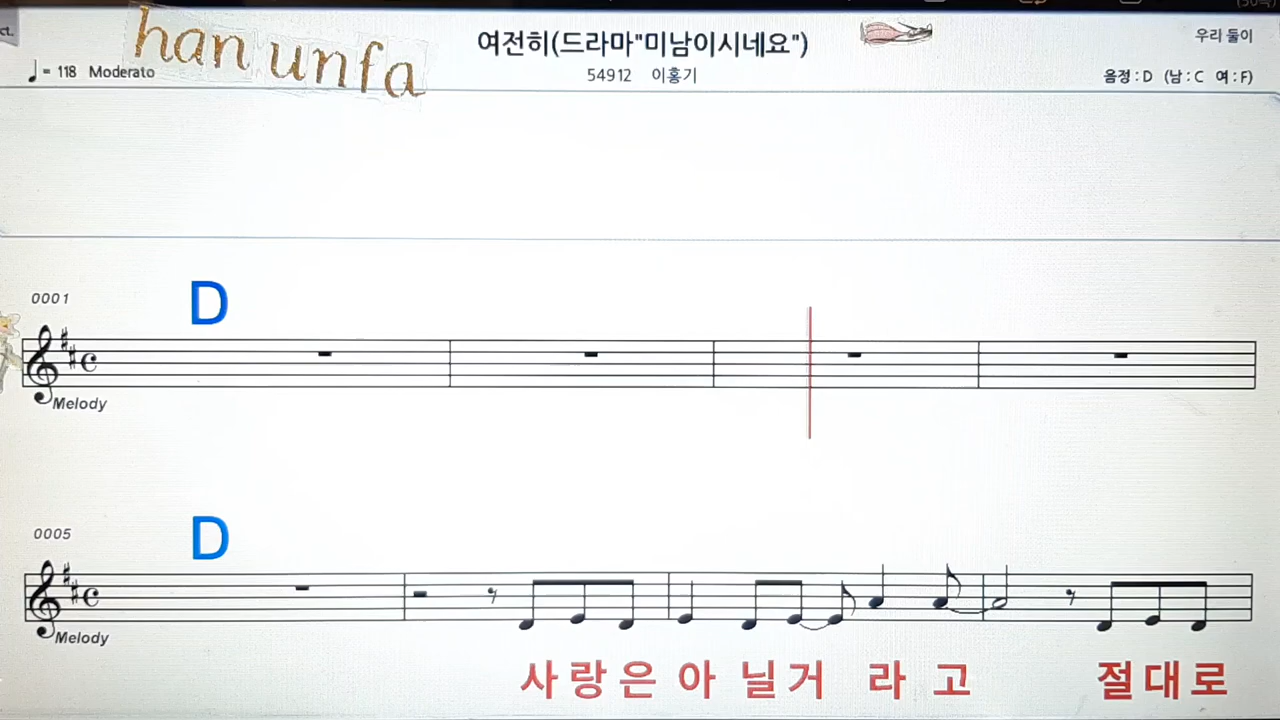 ct.
han unfa
여전히(드라마"미남이시네요")
우리 둘이
♩= 118 Moderato
54912 이홍기
음정:D (남:C 여:F)
0001
D
Melody
0005
D
Melody
사랑은 아 닐거 라 고 절대로